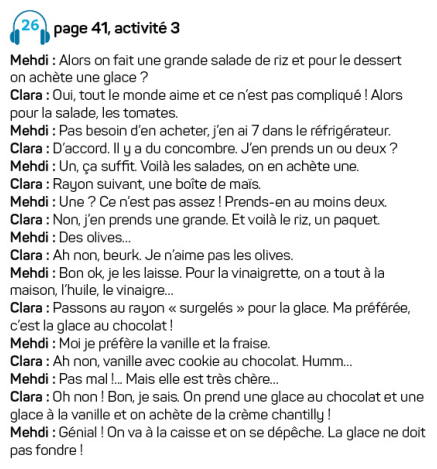 26 page 41, activité 3
Mehdi : Alors on fait une grande salade de riz et pour le dessert
on achète une glace ?
Clara : Oui, tout le monde aime et ce n'est pas compliqué ! Alors
pour la salade, les tomates.
Mehdi : Pas besoin d'en acheter, j'en ai 7 dans le réfrigérateur.
Clara : D'accord. Il y a du concombre. J'en prends un ou deux ?
Mehdi : Un, ça suffit. Voilà les salades, on en achète une.
Clara : Rayon suivant, une boîte de maïs.
Mehdi : Une ? Ce n'est pas assez ! Prends-en au moins deux.
Clara : Non, j'en prends une grande. Et voilà le riz, un paquet.
Mehdi : Des olives...
Clara : Ah non, beurk. Je n'aime pas les olives.
Mehdi : Bon ok, je les laisse. Pour la vinaigrette, on a tout à la
maison, l'huile, le vinaigre...
Clara : Passons au rayon « surgelés » pour la glace. Ma préférée,
c'est la glace au chocolat !
Mehdi : Moi je préfère la vanille et la fraise.
Clara : Ah non, vanille avec cookie au chocolat. Humm...
Mehdi : Pas mal !... Mais elle est très chère...
Clara : Oh non ! Bon, je sais. On prend une glace au chocolat et une
glace à la vanille et on achète de la crème chantilly !
Mehdi : Génial ! On va à la caisse et on se dépêche. La glace ne doit
pas fondre !